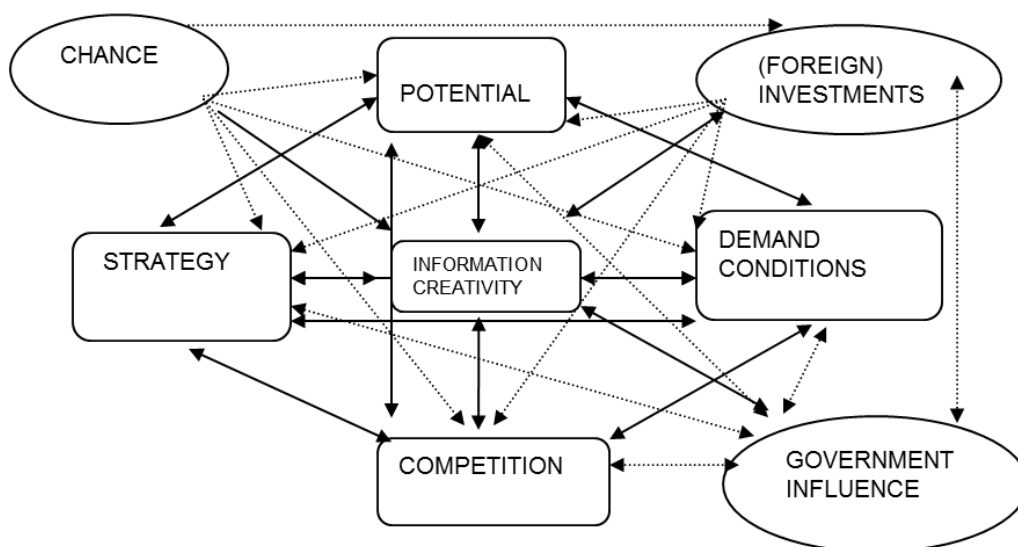 CHANCE
POTENTIAL
(FOREIGN)
INVESTMENTS
STRATEGY
INFORMATION
CREATIVITY
DEMAND
CONDITIONS
COMPETITION
GOVERNMENT
INFLUENCE